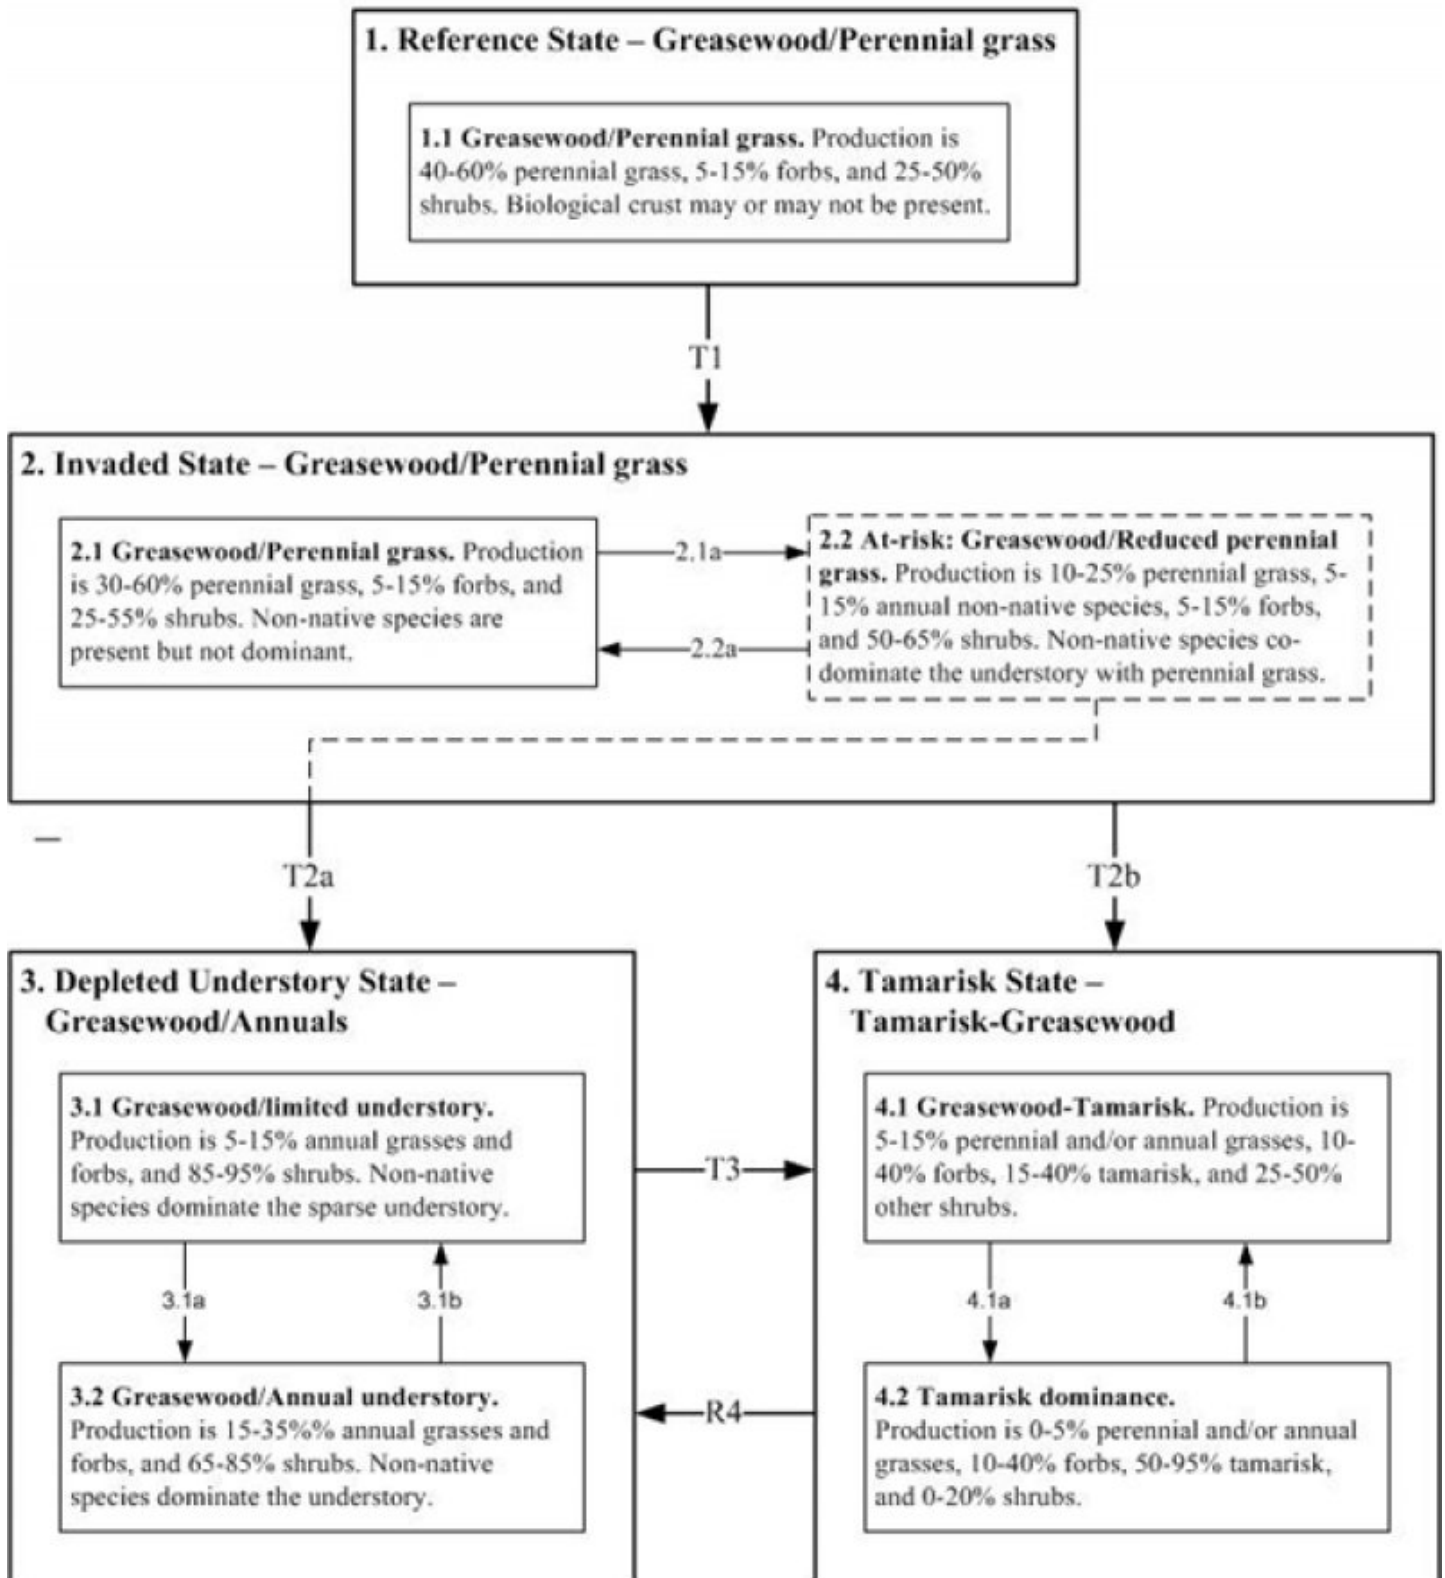 1. Reference State – Greasewood/Perennial grass
1.1 Greasewood/Perennial grass. Production is
40-60% perennial grass, 5-15% forbs, and 25-50%
shrubs. Biological crust may or may not be present.
T1
2. Invaded State – Greasewood/Perennial grass
2.1 Greasewood/Perennial grass. Production
is 30-60% perennial grass, 5-15% forbs, and
25-55% shrubs. Non-native species are
present but not dominant.
2.1a
2.2a
2.2 At-risk: Greasewood/Reduced perennial
grass. Production is 10-25% perennial grass, 5-
15% annual non-native species, 5-15% forbs,
and 50-65% shrubs. Non-native species co-
dominate the understory with perennial grass.
T2a
T2b
3. Depleted Understory State –
Greasewood/Annuals
3.1 Greasewood/limited understory.
Production is 5-15% annual grasses and
forbs, and 85-95% shrubs. Non-native
species dominate the sparse understory.
3.1a
3.1b
3.2 Greasewood/Annual understory.
Production is 15-35%% annual grasses and
forbs, and 65-85% shrubs. Non-native
species dominate the understory.
T3
R4
4. Tamarisk State –
Tamarisk-Greasewood
4.1 Greasewood-Tamarisk. Production is
5-15% perennial and/or annual grasses, 10-
40% forbs, 15-40% tamarisk, and 25-50%
other shrubs.
4.1a
4.1b
4.2 Tamarisk dominance.
Production is 0-5% perennial and/or annual
grasses, 10-40% forbs, 50-95% tamarisk,
and 0-20% shrubs.